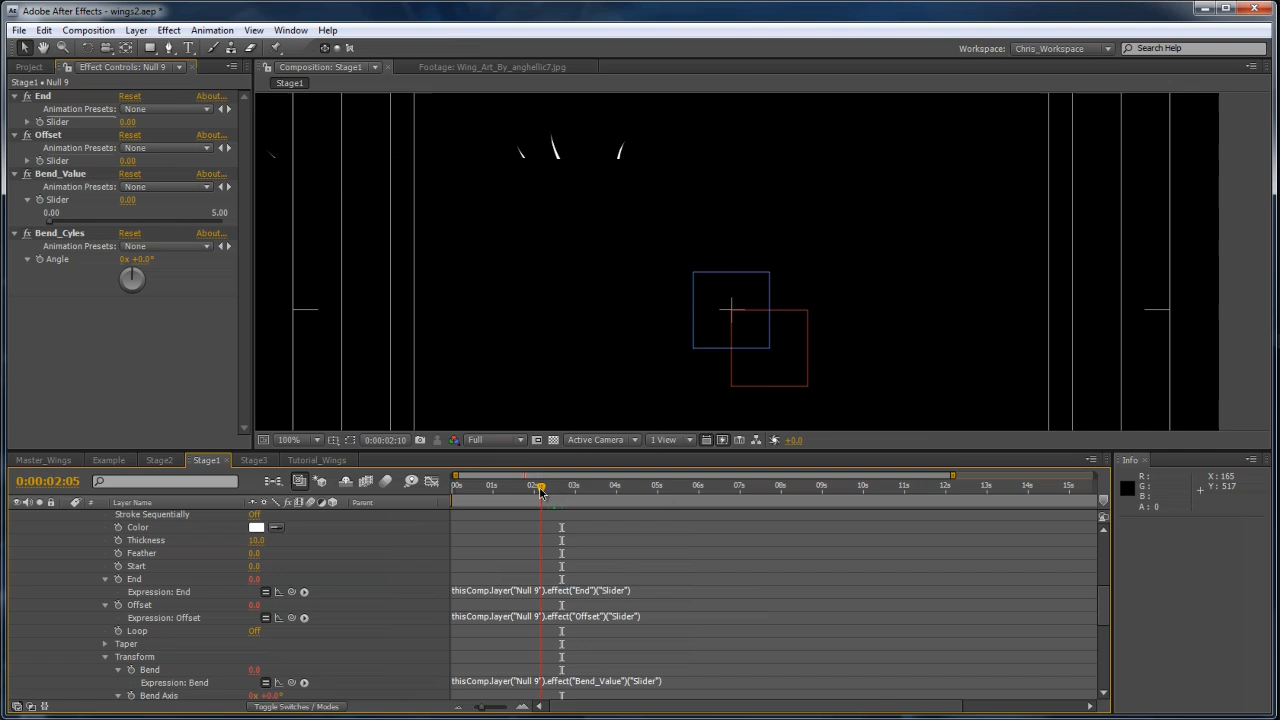 Adobe After Effects - wings2.aep *
File Edit Composition Layer Effect Animation View Window Help
Workspace: Chris_Workspace Search Help
Project Effect Controls: Null 9 Composition: Stage1 Footage: Wing_Art_By_anghellic7.jpg
Stage1 • Null 9 Stage1
fx End Reset About...
Animation Presets: None
Slider 0.00
fx Offset Reset About...
Animation Presets: None
Slider 0.00
fx Bend_Value Reset About...
Animation Presets: None
Slider 0.00
0.00 5.00
fx Bend_Cyles Reset About...
Animation Presets: None
Angle 0x +0.0°
100% 0:00:02:10 Full Active Camera 1 View +0.0
Master_Wings Example Stage2 Stage1 Stage3 Tutorial_Wings Info
0:00:02:05
R: X: 165
G: Y: 517
B:
A: 0
00s 01s 02s 03s 04s 05s 06s 07s 08s 09s 10s 11s 12s 13s 14s 15s
# Layer Name Parent
Stroke Sequentially Off
Color
Thickness 10.0
Feather 0.0
Start 0.0
End 0.0
Expression: End thisComp.layer("Null 9").effect("End")("Slider")
Offset 0.0
Expression: Offset thisComp.layer("Null 9").effect("Offset")("Slider")
Loop Off
Taper
Transform
Bend 0.0
Expression: Bend thisComp.layer("Null 9").effect("Bend_Value")("Slider")
Bend Axis 0x +0.0°
Toggle Switches / Modes